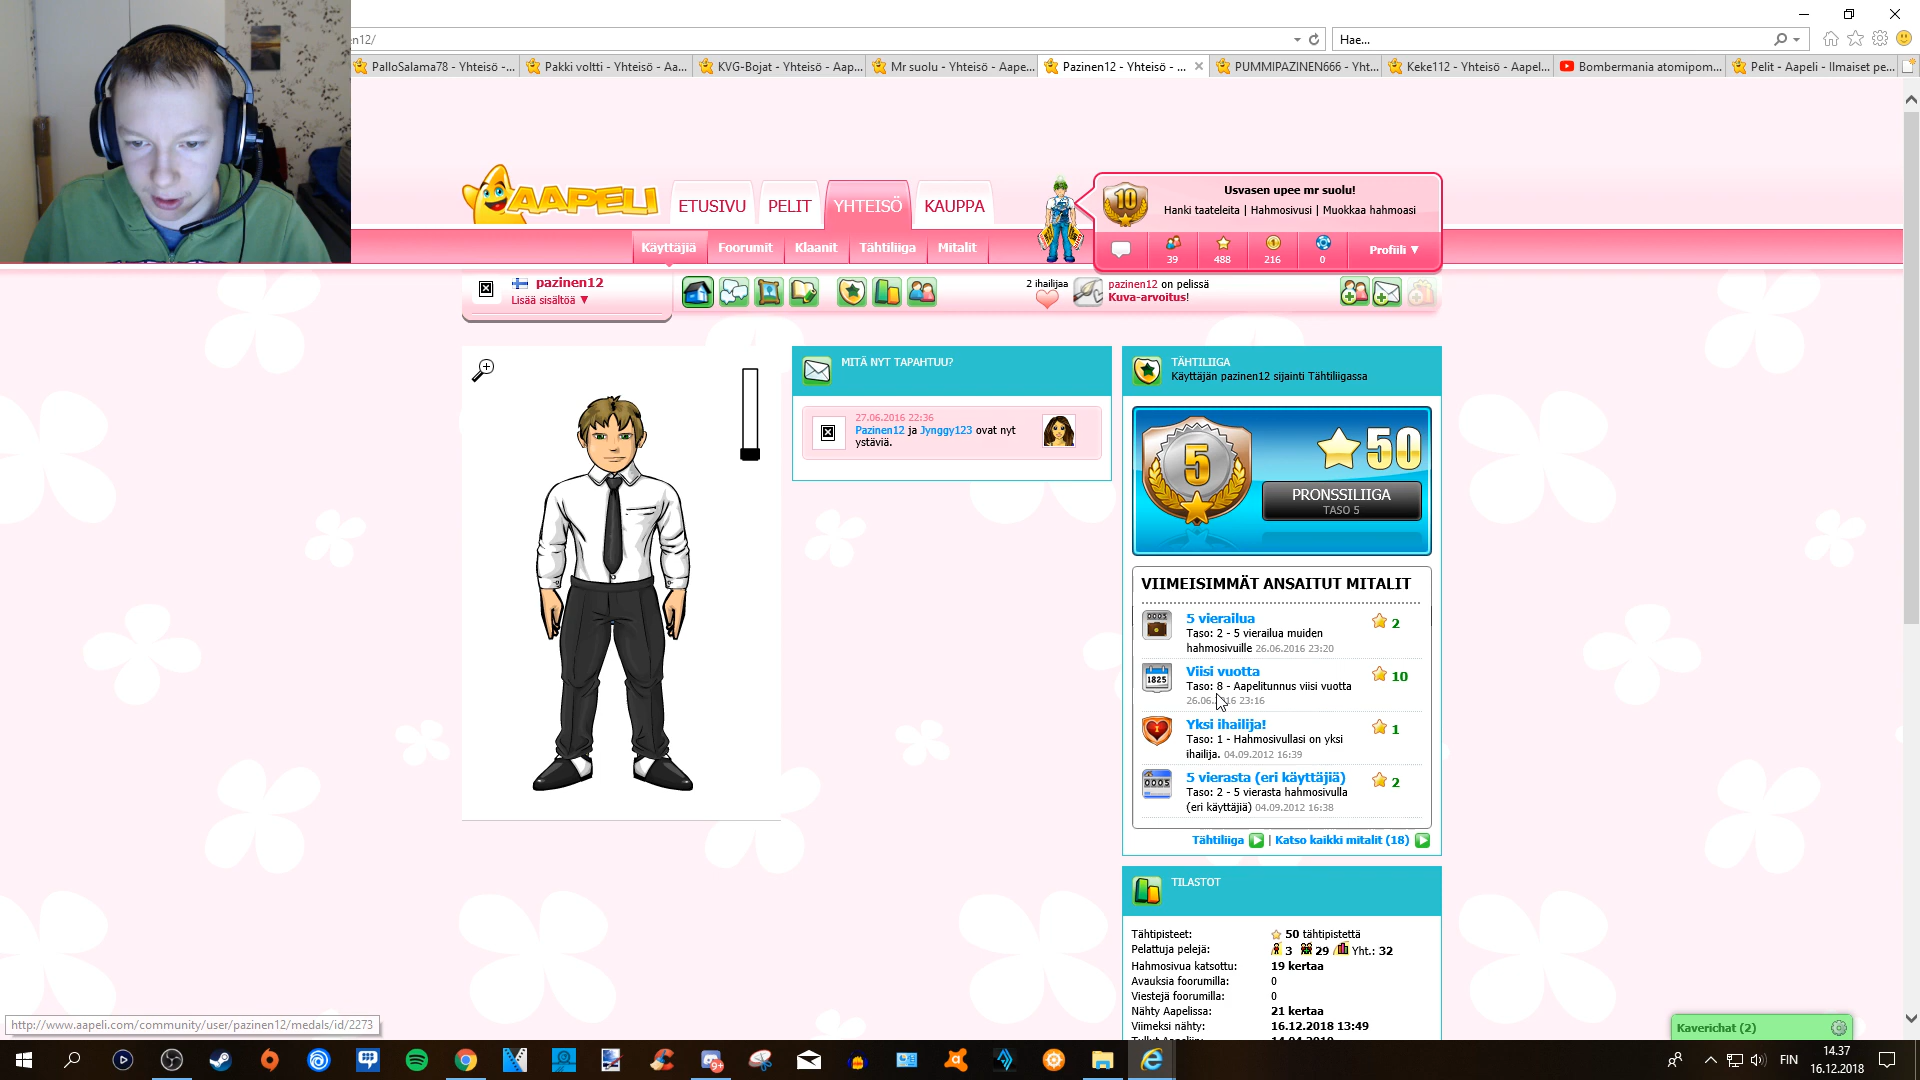 n12/
Hae...
PalloSalama78 - Yhteisö -...
Pakki voltti - Yhteisö - Aa...
KVG-Bojat - Yhteisö - Aap...
Mr suolu - Yhteisö - Aape...
Pazinen12 - Yhteisö - ...
PUMMIPAZINEN666 - Yht...
Keke112 - Yhteisö - Aapel...
Bombermania atomipom...
Pelit - Aapeli - Ilmaiset pe...
AAPELI
ETUSIVU
PELIT
YHTEISÖ
KAUPPA
10
Usvasen upee mr suolu!
Hanki taateleita | Hahmosivusi | Muokkaa hahmoasi
39
488
216
0
Profiili ▼
Käyttäjiä
Foorumit
Klaanit
Tähtiliiga
Mitalit
pazinen12
Lisää sisältöä ▼
2 ihailijaa
pazinen12 on pelissä
Kuva-arvoitus!
MITÄ NYT TAPAHTUU?
27.06.2016 22:36
Pazinen12 ja Jynggy123 ovat nyt
ystäviä.
TÄHTILIIGA
Käyttäjän pazinen12 sijainti Tähtiliigassa
5
50
PRONSSILIIGA
TASO 5
VIIMEISIMMÄT ANSAITUT MITALIT
0005
5 vierailua
2
Taso: 2 - 5 vierailua muiden
hahmosivuille 26.06.2016 23:20
1825
Viisi vuotta
10
Taso: 8 - Aapelitunnus viisi vuotta
26.06.2016 23:16
1
Yksi ihailija!
1
Taso: 1 - Hahmosivullasi on yksi
ihailija. 04.09.2012 16:39
0005
5 vierasta (eri käyttäjiä)
2
Taso: 2 - 5 vierasta hahmosivulla
(eri käyttäjiä) 04.09.2012 16:38
Tähtiliiga | Katso kaikki mitalit (18)
TILASTOT
Tähtipisteet: 50 tähtipistettä
Pelattuja pelejä: 3 29 Yht.: 32
Hahmosivua katsottu: 19 kertaa
Avauksia foorumilla: 0
Viestejä foorumilla: 0
Nähty Aapelissa: 21 kertaa
Viimeksi nähty: 16.12.2018 13:49
http://www.aapeli.com/community/user/pazinen12/medals/id/2273
Kaverichat (2)
9+
FIN
14.37
16.12.2018